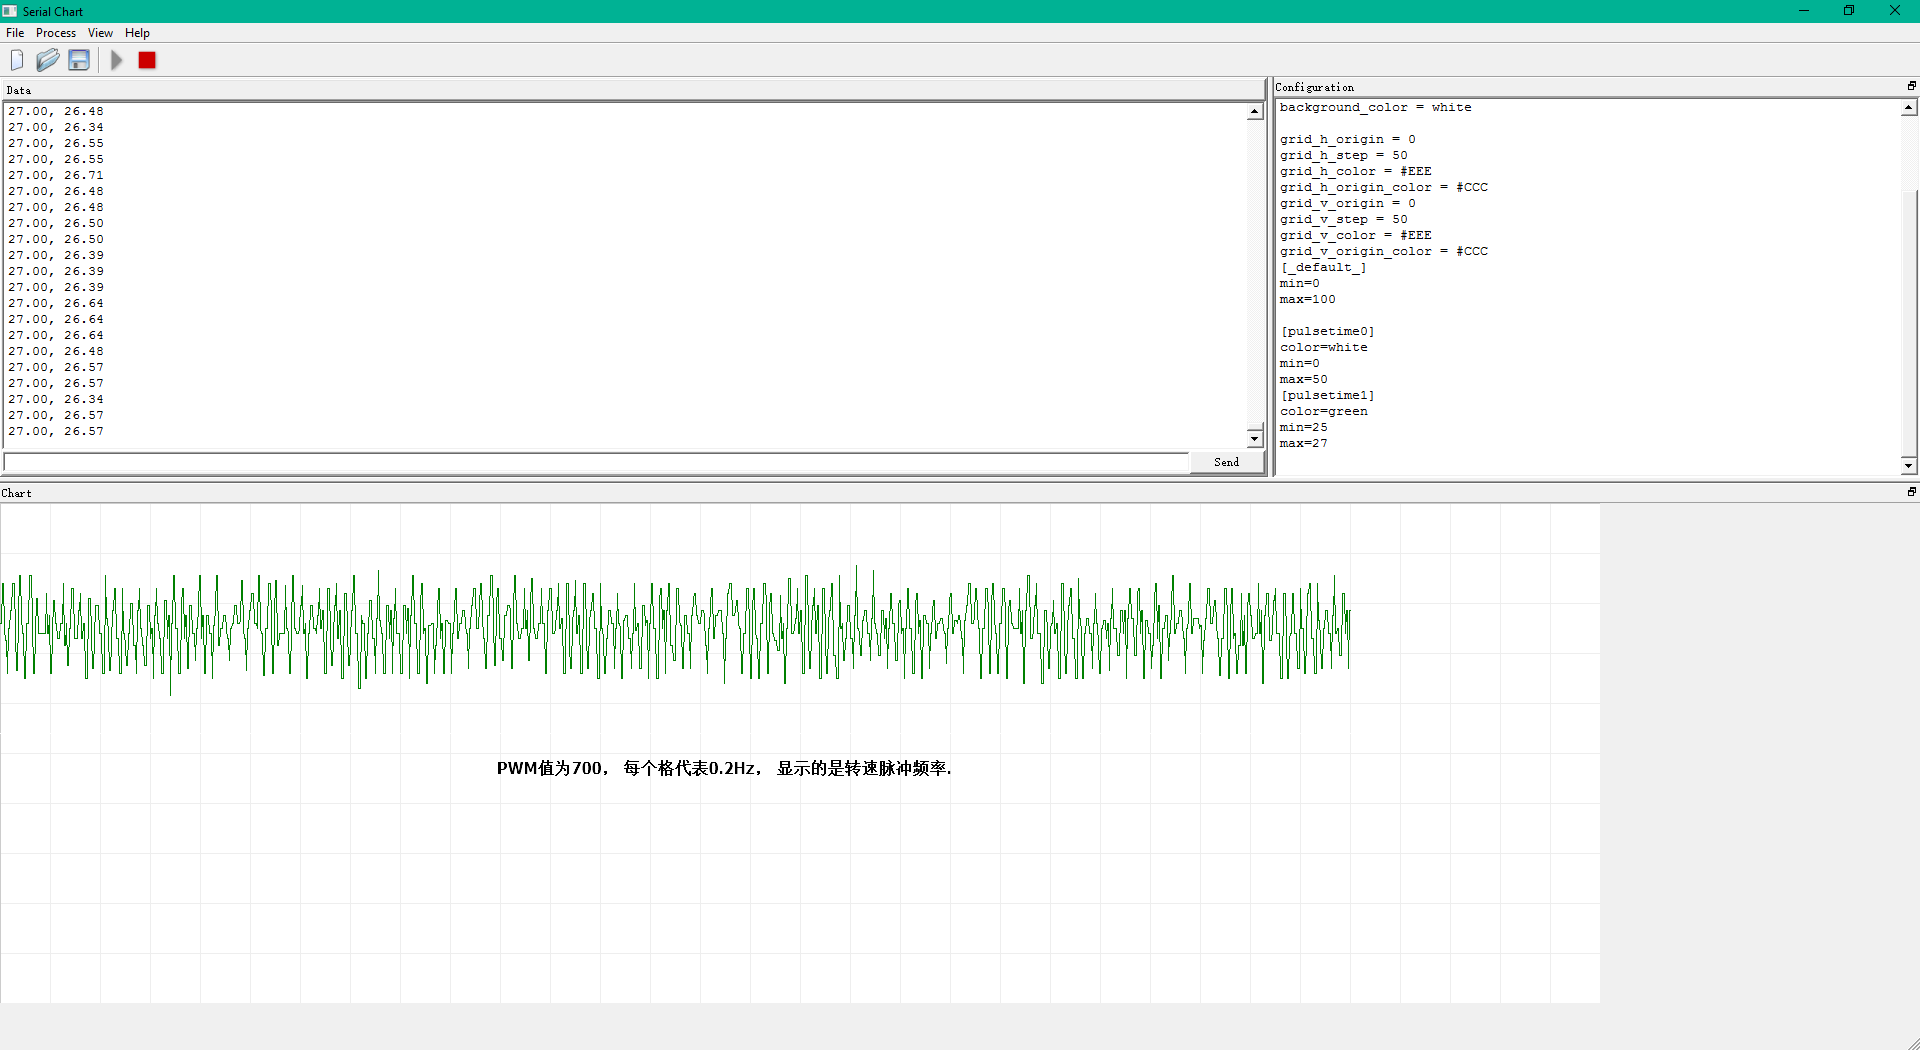 Serial Chart
File Process View Help
Data
27.00, 26.48
27.00, 26.34
27.00, 26.55
27.00, 26.55
27.00, 26.71
27.00, 26.48
27.00, 26.48
27.00, 26.50
27.00, 26.50
27.00, 26.39
27.00, 26.39
27.00, 26.39
27.00, 26.64
27.00, 26.64
27.00, 26.64
27.00, 26.48
27.00, 26.57
27.00, 26.57
27.00, 26.34
27.00, 26.57
27.00, 26.57
Send
Configuration
background_color = white
grid_h_origin = 0
grid_h_step = 50
grid_h_color = #EEE
grid_h_origin_color = #CCC
grid_v_origin = 0
grid_v_step = 50
grid_v_color = #EEE
grid_v_origin_color = #CCC
[_default_]
min=0
max=100
[pulsetime0]
color=white
min=0
max=50
[pulsetime1]
color=green
min=25
max=27
Chart
PWM值为700， 每个格代表0.2Hz， 显示的是转速脉冲频率.